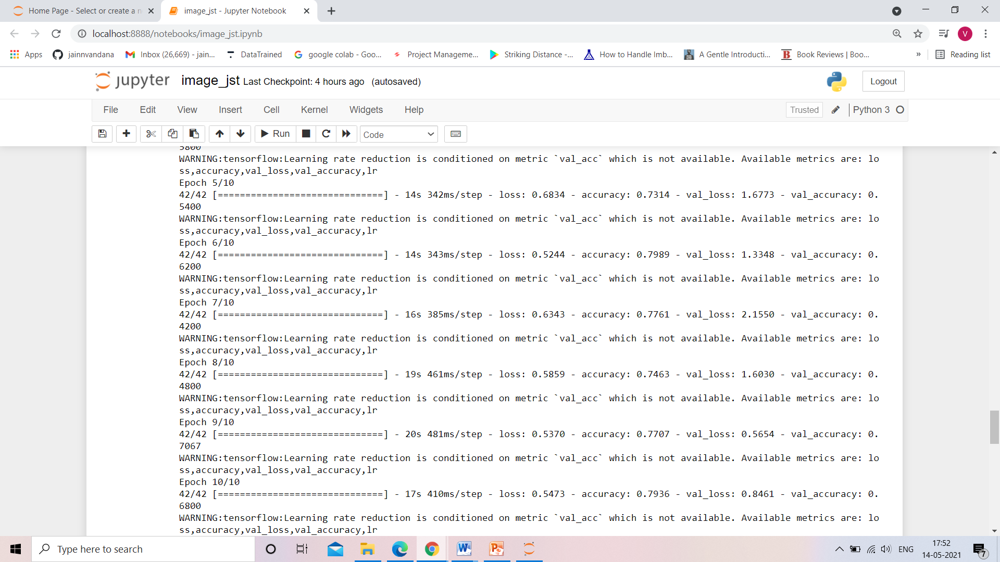 Home Page - Select or create a n
image_jst - Jupyter Notebook
localhost:8888/notebooks/image_jst.ipynb
V
Apps
jainnvandana
Inbox (26,669) - jain...
DataTrained
google colab - Goo...
Project Manageme...
Striking Distance -...
How to Handle Imb...
A Gentle Introducti...
B
Book Reviews | Boo...
»
Reading list
jupyter
image_jst Last Checkpoint: 4 hours ago (autosaved)
Logout
File
Edit
View
Insert
Cell
Kernel
Widgets
Help
Trusted
Python 3
Run
Code
5800
WARNING:tensorflow:Learning rate reduction is conditioned on metric `val_acc` which is not available. Available metrics are: lo
ss,accuracy,val_loss,val_accuracy,lr
Epoch 5/10
42/42 [==============================] - 14s 342ms/step - loss: 0.6834 - accuracy: 0.7314 - val_loss: 1.6773 - val_accuracy: 0.
5400
WARNING:tensorflow:Learning rate reduction is conditioned on metric `val_acc` which is not available. Available metrics are: lo
ss,accuracy,val_loss,val_accuracy,lr
Epoch 6/10
42/42 [==============================] - 14s 343ms/step - loss: 0.5244 - accuracy: 0.7989 - val_loss: 1.3348 - val_accuracy: 0.
6200
WARNING:tensorflow:Learning rate reduction is conditioned on metric `val_acc` which is not available. Available metrics are: lo
ss,accuracy,val_loss,val_accuracy,lr
Epoch 7/10
42/42 [==============================] - 16s 385ms/step - loss: 0.6343 - accuracy: 0.7761 - val_loss: 2.1550 - val_accuracy: 0.
4200
WARNING:tensorflow:Learning rate reduction is conditioned on metric `val_acc` which is not available. Available metrics are: lo
ss,accuracy,val_loss,val_accuracy,lr
Epoch 8/10
42/42 [==============================] - 19s 461ms/step - loss: 0.5859 - accuracy: 0.7463 - val_loss: 1.6030 - val_accuracy: 0.
4800
WARNING:tensorflow:Learning rate reduction is conditioned on metric `val_acc` which is not available. Available metrics are: lo
ss,accuracy,val_loss,val_accuracy,lr
Epoch 9/10
42/42 [==============================] - 20s 481ms/step - loss: 0.5370 - accuracy: 0.7707 - val_loss: 0.5654 - val_accuracy: 0.
7067
WARNING:tensorflow:Learning rate reduction is conditioned on metric `val_acc` which is not available. Available metrics are: lo
ss,accuracy,val_loss,val_accuracy,lr
Epoch 10/10
42/42 [==============================] - 17s 410ms/step - loss: 0.5473 - accuracy: 0.7936 - val_loss: 0.8461 - val_accuracy: 0.
6800
WARNING:tensorflow:Learning rate reduction is conditioned on metric `val_acc` which is not available. Available metrics are: lo
ss,accuracy,val_loss,val_accuracy,lr
Type here to search
ENG
17:52
14-05-2021
7